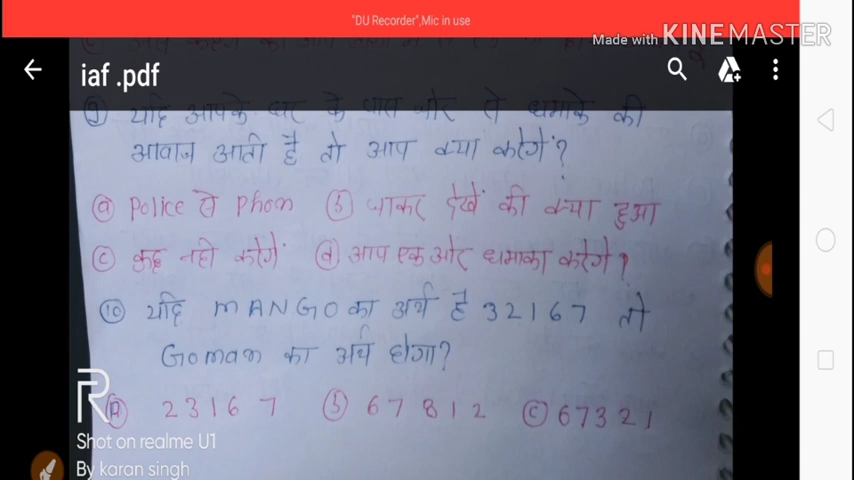 "DU Recorder",Mic in use
Made with KINEMASTER
iaf .pdf
⑨ यदि आपके घर के पास जोर से धमाके की
आवाज आती है तो आप क्या करेगें?
ⓐ Police से Phon ⓑ जाकर देखें की क्या हुआ
ⓒ कुछ नही करेगें ⓓ आप एक ओर धमाका करेगें?
⑩ यदि MANGO का अर्थ है 32167 तो
Goman का अर्थ होगा?
ⓐ 23167 ⓑ 67812 ⓒ 67321
R
Shot on realme U1
By karan singh